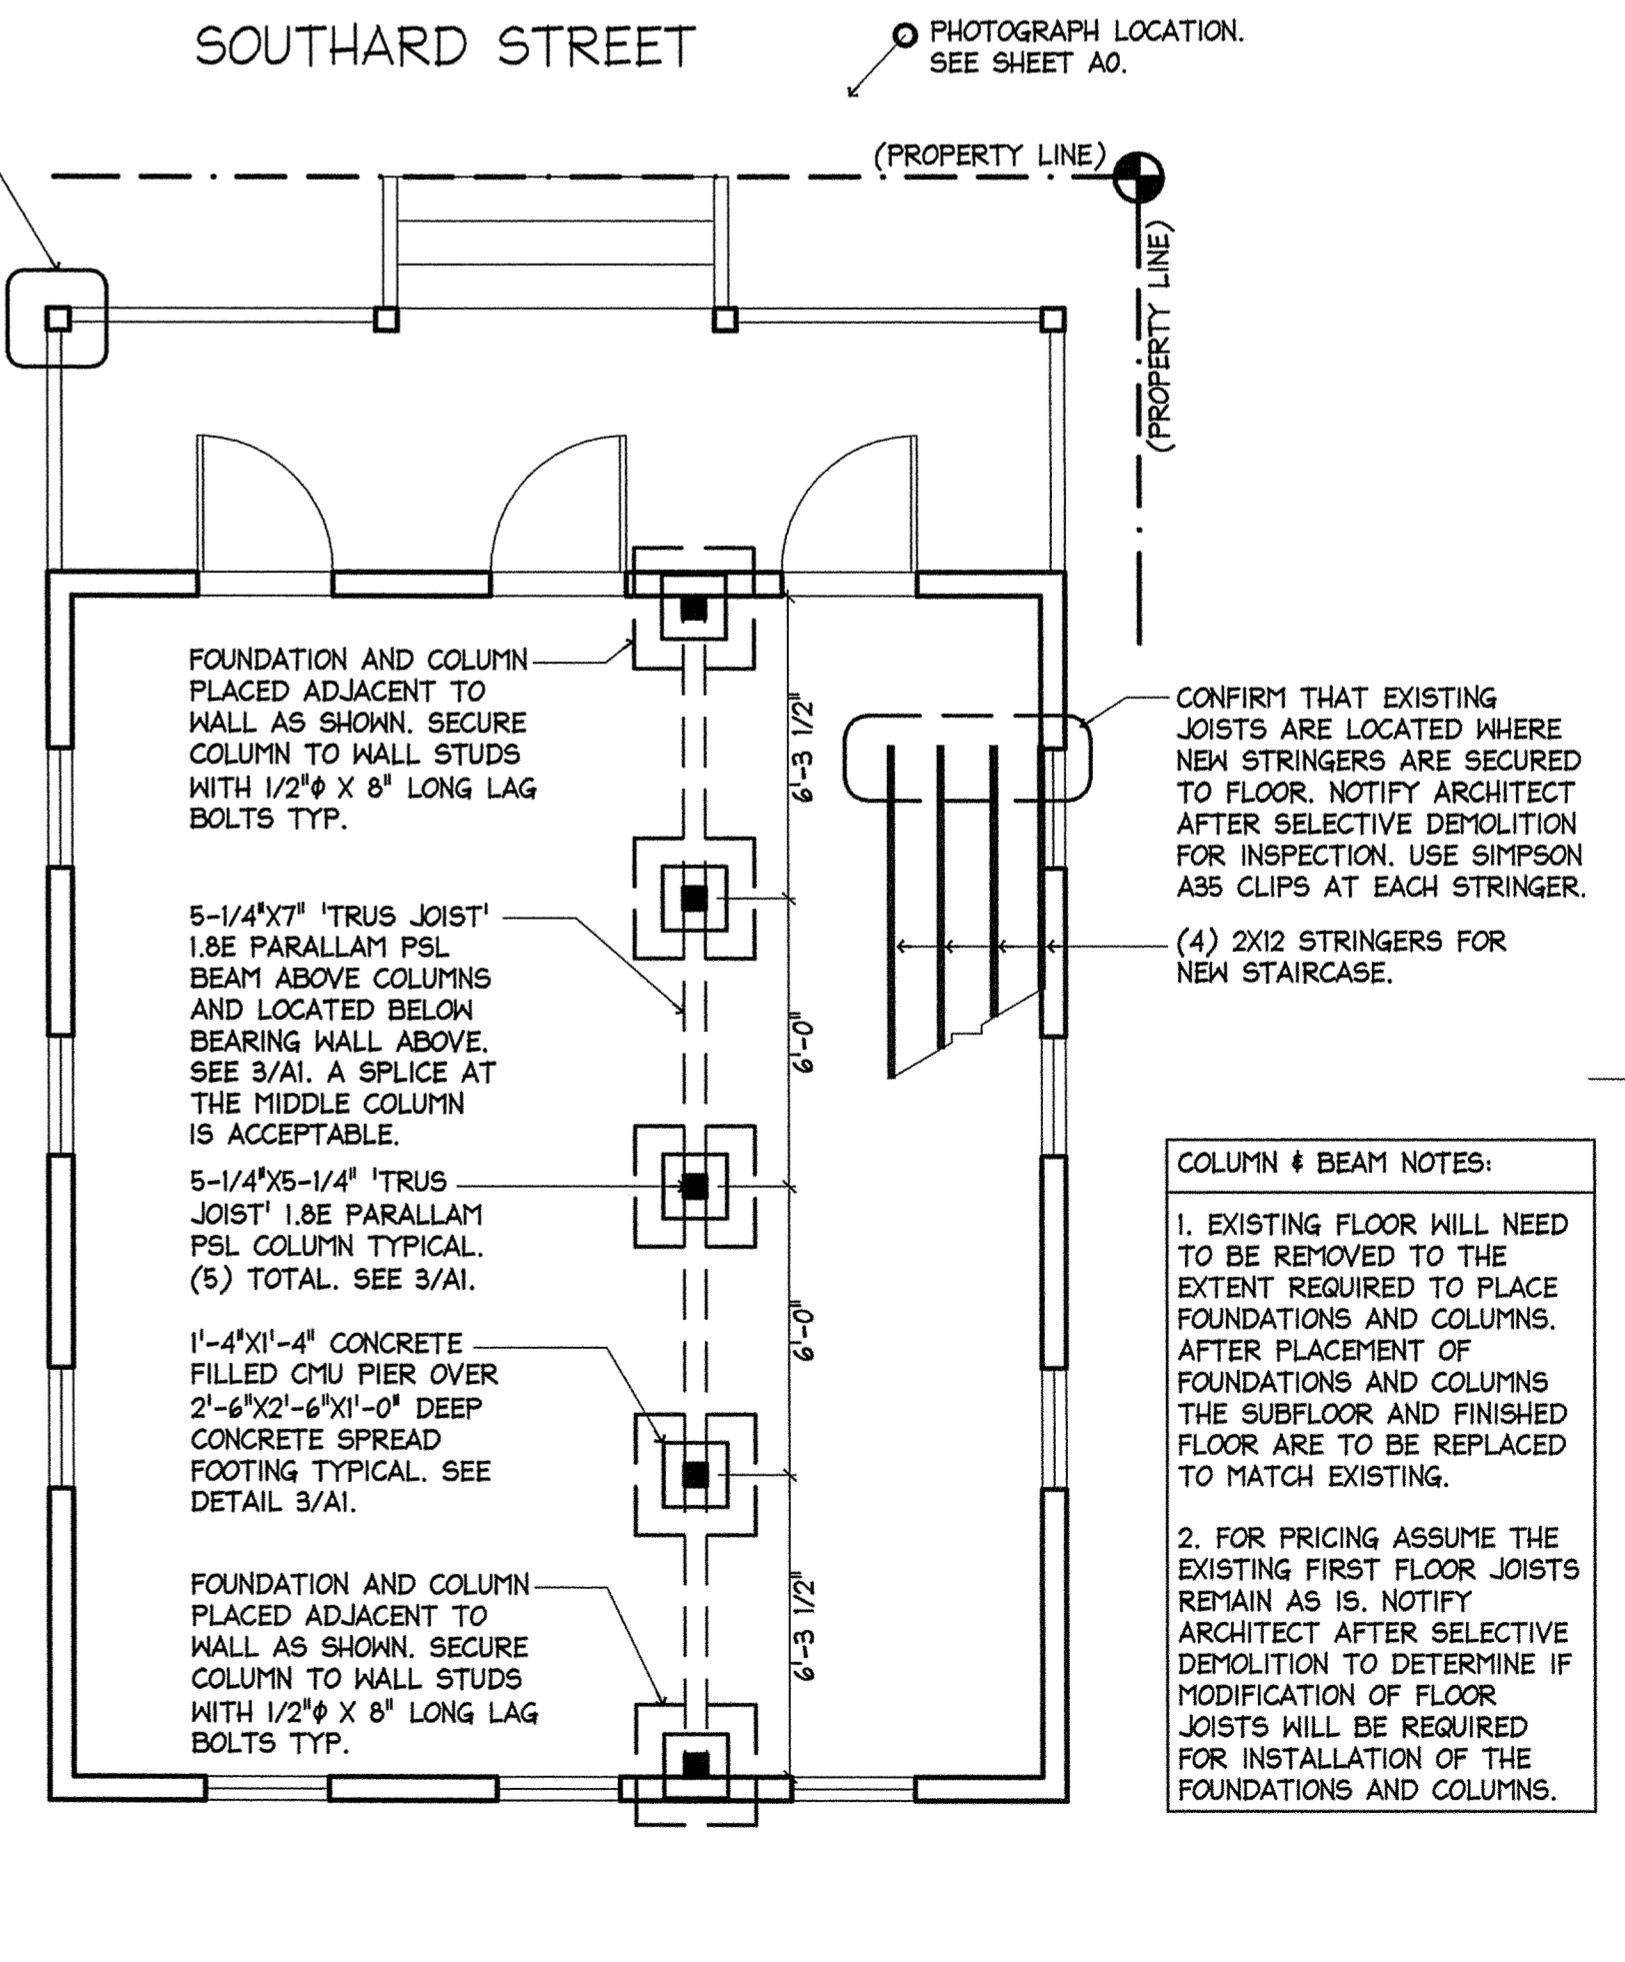 SOUTHARD STREET
PHOTOGRAPH LOCATION.
SEE SHEET A0.
(PROPERTY LINE)
(PROPERTY LINE)
FOUNDATION AND COLUMN
PLACED ADJACENT TO
WALL AS SHOWN. SECURE
COLUMN TO WALL STUDS
WITH 1/2"ϕ X 8" LONG LAG
BOLTS TYP.
6'-3 1/2"
CONFIRM THAT EXISTING
JOISTS ARE LOCATED WHERE
NEW STRINGERS ARE SECURED
TO FLOOR. NOTIFY ARCHITECT
AFTER SELECTIVE DEMOLITION
FOR INSPECTION. USE SIMPSON
A35 CLIPS AT EACH STRINGER.
5-1/4"X7" 'TRUS JOIST'
1.8E PARALLAM PSL
BEAM ABOVE COLUMNS
AND LOCATED BELOW
BEARING WALL ABOVE.
SEE 3/A1. A SPLICE AT
THE MIDDLE COLUMN
IS ACCEPTABLE.
6'-0"
(4) 2X12 STRINGERS FOR
NEW STAIRCASE.
5-1/4"X5-1/4" 'TRUS
JOIST' 1.8E PARALLAM
PSL COLUMN TYPICAL.
(5) TOTAL. SEE 3/A1.
6'-0"
1'-4"X1'-4" CONCRETE
FILLED CMU PIER OVER
2'-6"X2'-6"X1'-0" DEEP
CONCRETE SPREAD
FOOTING TYPICAL. SEE
DETAIL 3/A1.
FOUNDATION AND COLUMN
PLACED ADJACENT TO
WALL AS SHOWN. SECURE
COLUMN TO WALL STUDS
WITH 1/2"ϕ X 8" LONG LAG
BOLTS TYP.
6'-3 1/2"
COLUMN & BEAM NOTES:
1. EXISTING FLOOR WILL NEED
TO BE REMOVED TO THE
EXTENT REQUIRED TO PLACE
FOUNDATIONS AND COLUMNS.
AFTER PLACEMENT OF
FOUNDATIONS AND COLUMNS
THE SUBFLOOR AND FINISHED
FLOOR ARE TO BE REPLACED
TO MATCH EXISTING.
2. FOR PRICING ASSUME THE
EXISTING FIRST FLOOR JOISTS
REMAIN AS IS. NOTIFY
ARCHITECT AFTER SELECTIVE
DEMOLITION TO DETERMINE IF
MODIFICATION OF FLOOR
JOISTS WILL BE REQUIRED
FOR INSTALLATION OF THE
FOUNDATIONS AND COLUMNS.